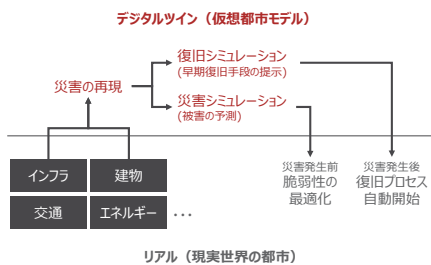 デジタルツイン（仮想都市モデル）
復旧シミュレーション
(早期復旧手段の提示)
災害の再現
災害シミュレーション
(被害の予測)
インフラ
建物
交通
エネルギー
...
災害発生前
脆弱性の
最適化
災害発生後
復旧プロセス
自動開始
リアル（現実世界の都市）